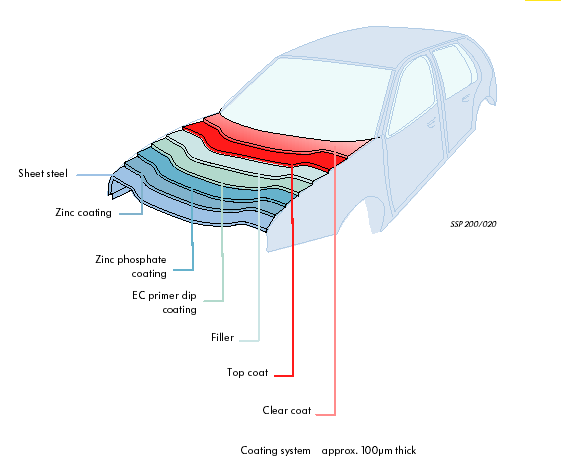 Sheet steel
SSP 200/020
Zinc coating
Zinc phosphate
coating
EC primer dip
coating
Filler
Top coat
Clear coat
Coating system approx. 100µm thick